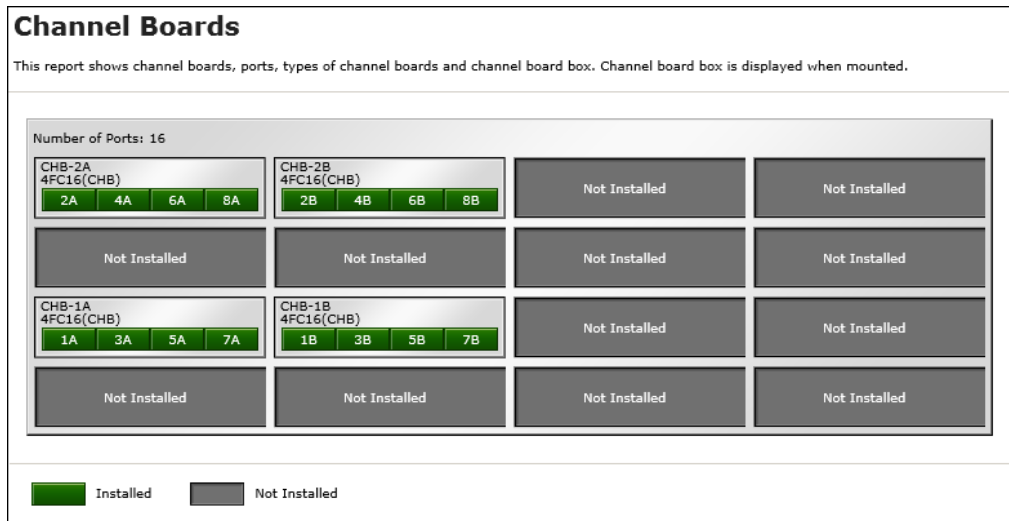 Channel Boards
This report shows channel boards, ports, types of channel boards and channel board box. Channel board box is displayed when mounted.
Number of Ports: 16
CHB-2A
4FC16(CHB)
2A 4A 6A 8A
CHB-2B
4FC16(CHB)
2B 4B 6B 8B
Not Installed
Not Installed
Not Installed
Not Installed
Not Installed
Not Installed
CHB-1A
4FC16(CHB)
1A 3A 5A 7A
CHB-1B
4FC16(CHB)
1B 3B 5B 7B
Not Installed
Not Installed
Not Installed
Not Installed
Not Installed
Not Installed
Installed
Not Installed